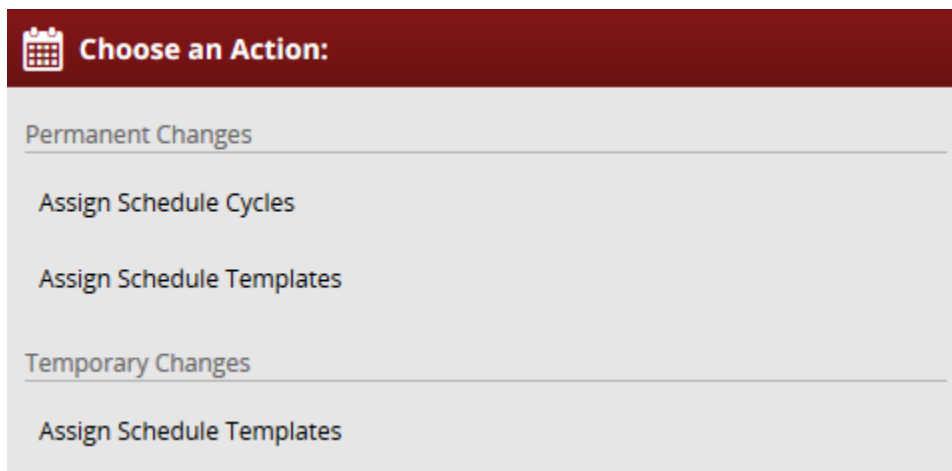 Choose an Action:
Permanent Changes
Assign Schedule Cycles
Assign Schedule Templates
Temporary Changes
Assign Schedule Templates